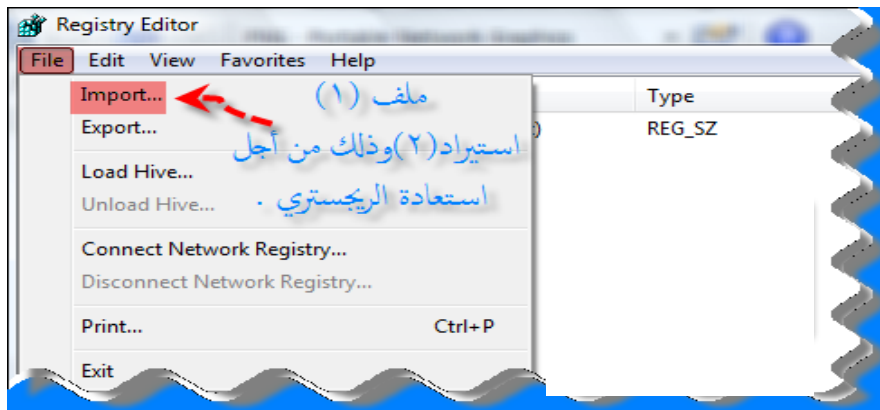 Registry Editor
File Edit View Favorites Help
Import...
Export...
Load Hive...
Unload Hive...
Connect Network Registry...
Disconnect Network Registry...
Print... Ctrl+P
Exit
ملف (١)
استيراد(٢)وذلك من أجل
استعادة الريجستري .
Type
REG_SZ